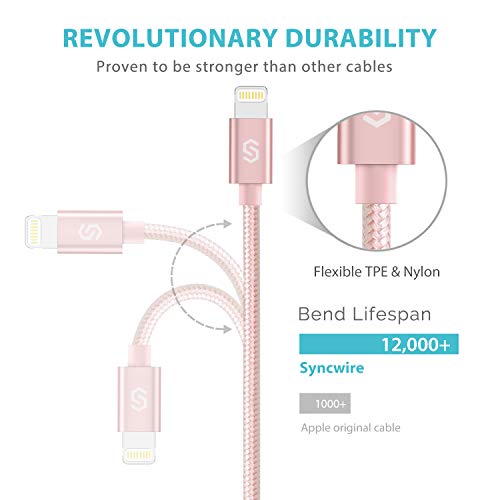 REVOLUTIONARY DURABILITY
Proven to be stronger than other cables
Flexible TPE & Nylon
Bend Lifespan
12,000+
Syncwire
1000+
Apple original cable